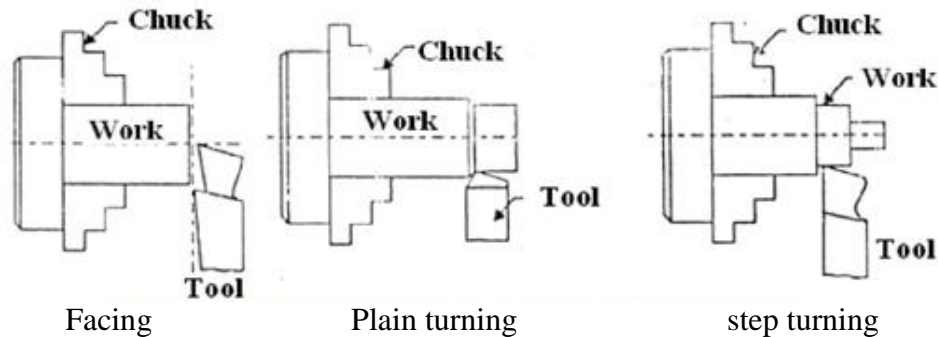 Chuck
Work
Tool
Facing
Chuck
Work
Tool
Plain turning
Chuck
Work
Tool
step turning